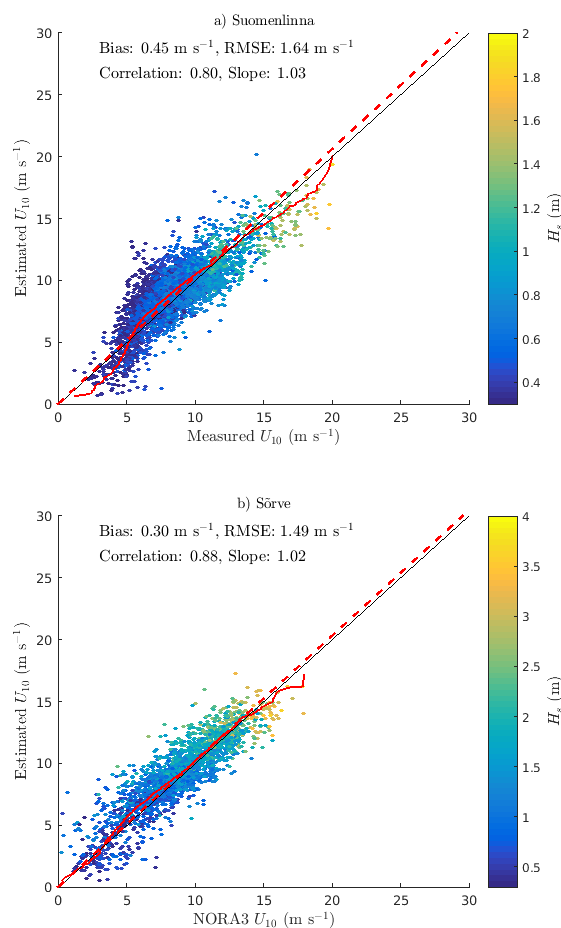 a) Suomenlinna
Bias: 0.45 m s⁻¹, RMSE: 1.64 m s⁻¹
Correlation: 0.80, Slope: 1.03
30
25
20
15
10
5
0
Estimated U₁₀ (m s⁻¹)
0 5 10 15 20 25 30
Measured U₁₀ (m s⁻¹)
2
1.8
1.6
1.4
1.2
1
0.8
0.6
0.4
Hₛ (m)
b) Sõrve
Bias: 0.30 m s⁻¹, RMSE: 1.49 m s⁻¹
Correlation: 0.88, Slope: 1.02
30
25
20
15
10
5
0
Estimated U₁₀ (m s⁻¹)
0 5 10 15 20 25 30
NORA3 U₁₀ (m s⁻¹)
4
3.5
3
2.5
2
1.5
1
0.5
Hₛ (m)